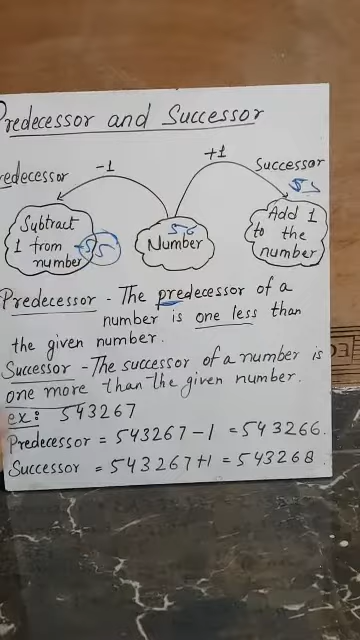 Predecessor and Successor
-1
+1
redecessor
Successor
Subtract
1 from
number
55
56
Number
Add 1
to the
number
Predecessor - The predecessor of a
number is one less than
the given number.
Successor - The successor of a number is
one more than the given number.
ex: 543267
Predecessor = 543267-1 = 543266.
Successor = 543267+1 = 543268.